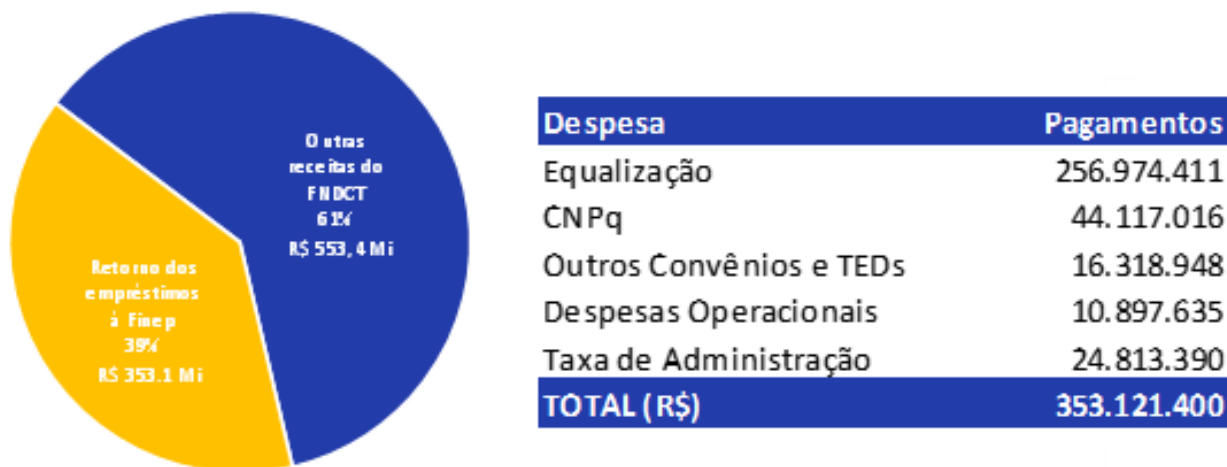 Outras
receitas do
FNDCT
61%
R$ 553,4 Mi
Retorno dos
empréstimos
à Finep
39%
R$ 353.1 Mi
Despesa Pagamentos
Equalização 256.974.411
CNPq 44.117.016
Outros Convênios e TEDs 16.318.948
Despesas Operacionais 10.897.635
Taxa de Administração 24.813.390
TOTAL (R$) 353.121.400